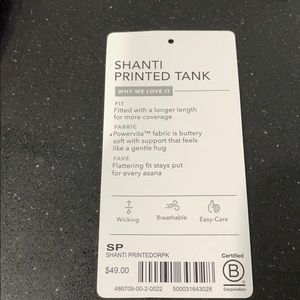 SHANTI
PRINTED TANK
WHY WE LOVE IT
FIT
Fitted with a longer length
for more coverage
FABRIC
Powervita™ fabric is buttery
soft with support that feels
like a gentle hug
FAVE
Flattering fit stays put
for every asana
Wicking
Breathable
Easy-Care
SP
SHANTI PRINTEDORPK
$49.00
486709-00-2-0022
500031643028
Certified
B
Corporation